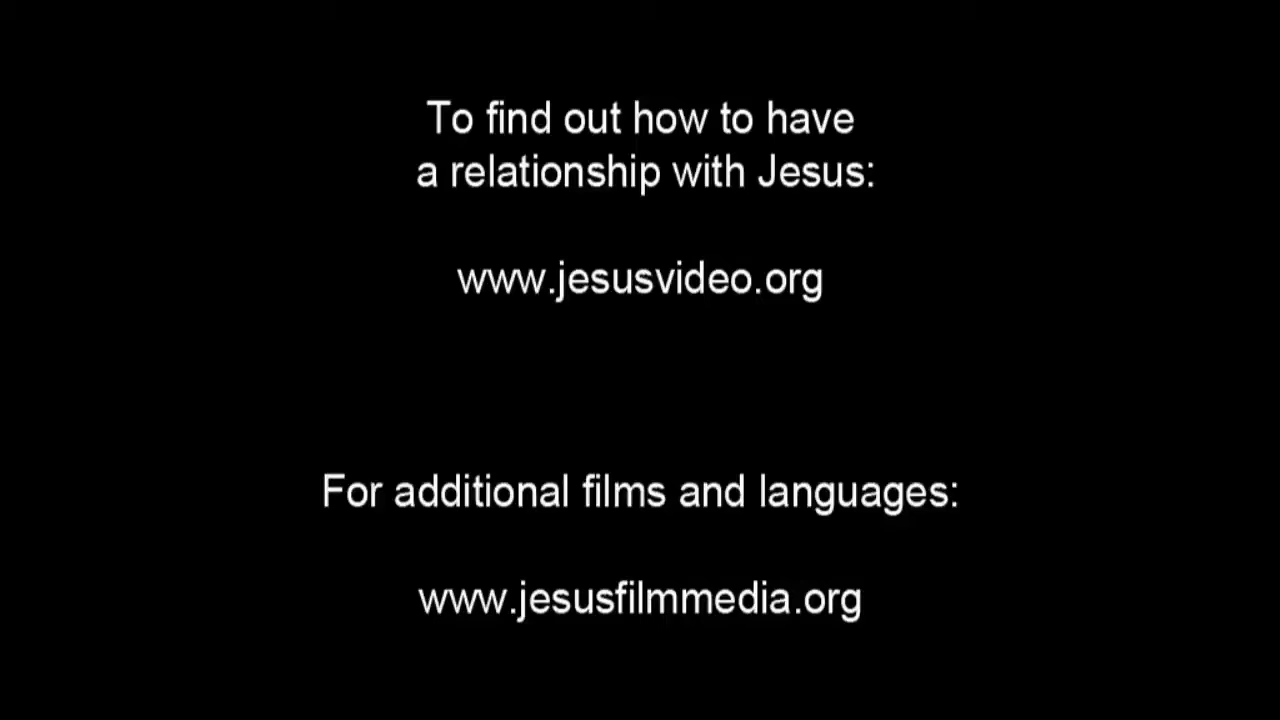 To find out how to have
a relationship with Jesus:
www.jesusvideo.org
For additional films and languages:
www.jesusfilmmedia.org